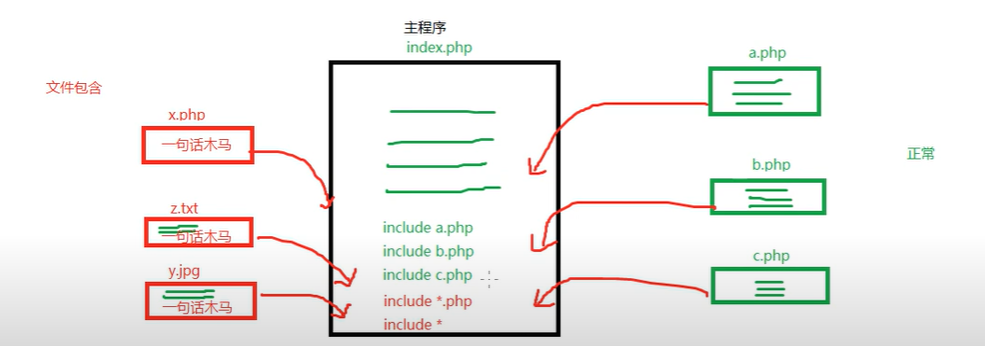 主程序
index.php
文件包含
x.php
一句话木马
z.txt
一句话木马
y.jpg
一句话木马
include a.php
include b.php
include c.php
include *.php
include *
a.php
正常
b.php
c.php